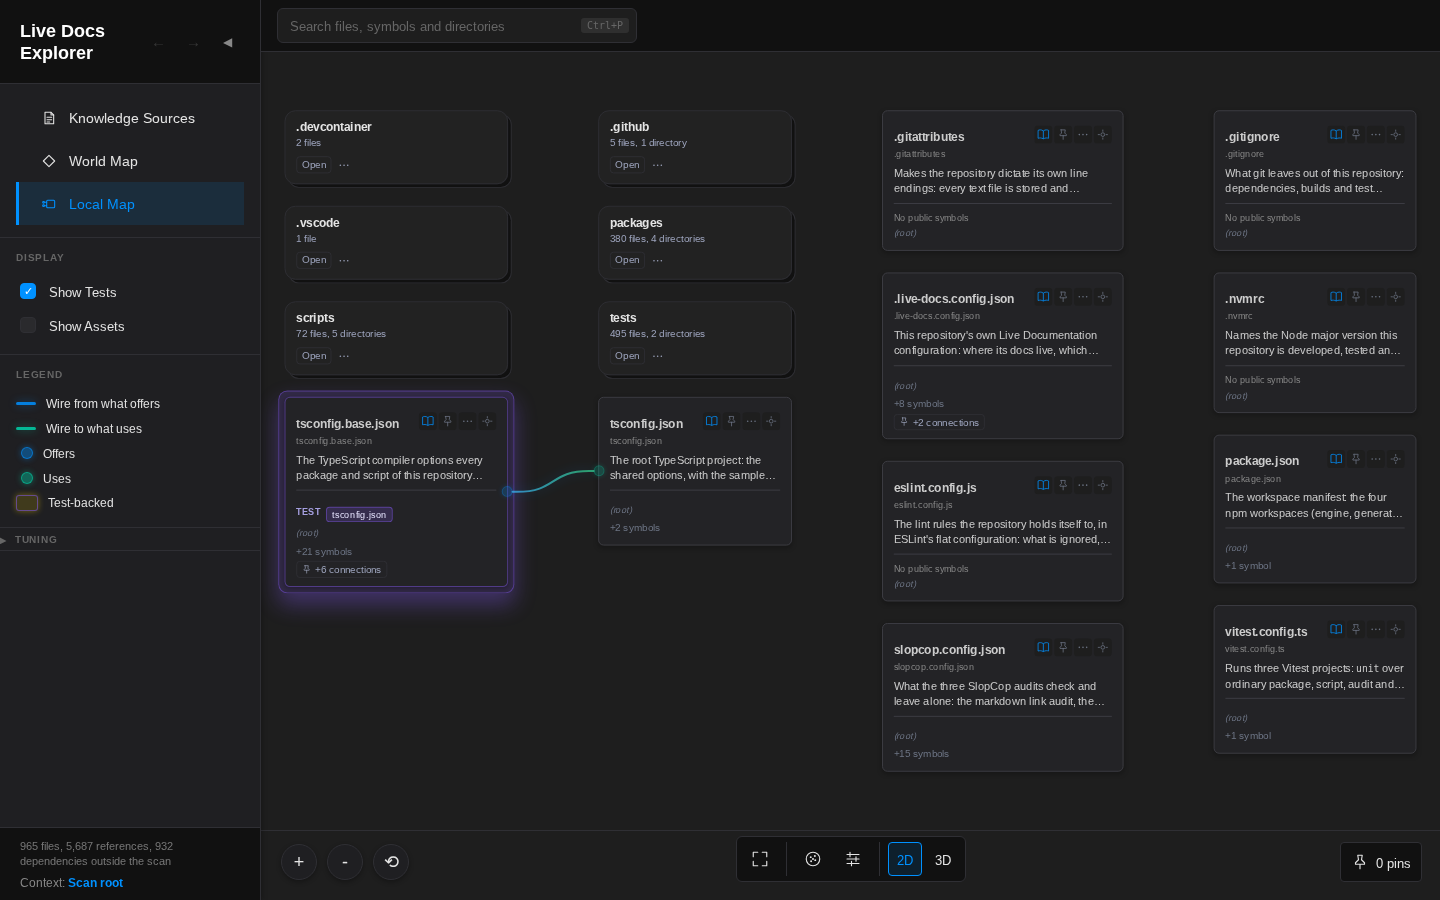 Live Docs
Explorer
Search files, symbols and directories
Ctrl+P
Knowledge Sources
World Map
Local Map
DISPLAY
Show Tests
Show Assets
LEGEND
Wire from what offers
Wire to what uses
Offers
Uses
Test-backed
TUNING
965 files, 5,687 references, 932
dependencies outside the scan
Context: Scan root
.devcontainer
2 files
Open ...
.github
5 files, 1 directory
Open ...
.vscode
1 file
Open ...
packages
380 files, 4 directories
Open ...
scripts
72 files, 5 directories
Open ...
tests
495 files, 2 directories
Open ...
tsconfig.base.json
tsconfig.base.json
The TypeScript compiler options every
package and script of this repository…
TEST tsconfig.json
(root)
+21 symbols
+6 connections
tsconfig.json
tsconfig.json
The root TypeScript project: the
shared options, with the sample…
(root)
+2 symbols
.gitattributes
.gitattributes
Makes the repository dictate its own line
endings: every text file is stored and…
No public symbols
(root)
.live-docs.config.json
.live-docs.config.json
This repository's own Live Documentation
configuration: where its docs live, which…
(root)
+8 symbols
+2 connections
eslint.config.js
eslint.config.js
The lint rules the repository holds itself to, in
ESLint's flat configuration: what is ignored,…
No public symbols
(root)
slopcop.config.json
slopcop.config.json
What the three SlopCop audits check and
leave alone: the markdown link audit, the…
(root)
+15 symbols
.gitignore
.gitignore
What git leaves out of this repository:
dependencies, builds and test…
No public symbols
(root)
.nvmrc
.nvmrc
Names the Node major version this
repository is developed, tested an…
No public symbols
(root)
package.json
package.json
The workspace manifest: the four
npm workspaces (engine, generat…
(root)
+1 symbol
vitest.config.ts
vitest.config.ts
Runs three Vitest projects: unit over
ordinary package, script, audit and…
(root)
+1 symbol
+ - ⟲
2D 3D
0 pins